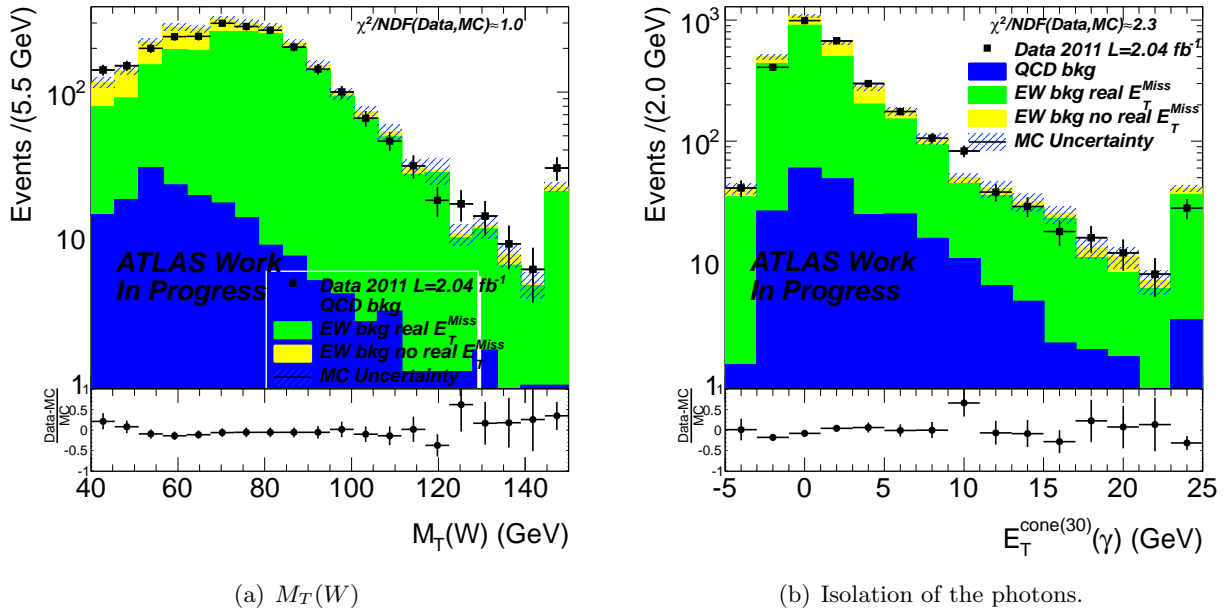 Events /(5.5 GeV)
10²
10
1
χ²/NDF(Data,MC)≈1.0
ATLAS Work
In Progress
Data 2011 L=2.04 fb⁻¹
QCD bkg
EW bkg real E_T^Miss
EW bkg no real E_T^Miss
MC Uncertainty
Data-MC
MC
1
0.5
0
-0.5
-1
40 60 80 100 120 140
M_T(W) (GeV)
(a) M_T(W)
Events /(2.0 GeV)
10³
10²
10
1
χ²/NDF(Data,MC)≈2.3
Data 2011 L=2.04 fb⁻¹
QCD bkg
EW bkg real E_T^Miss
EW bkg no real E_T^Miss
MC Uncertainty
ATLAS Work
In Progress
Data-MC
MC
1
0.5
0
-0.5
-1
-5 0 5 10 15 20 25
E_T^cone(30)(γ) (GeV)
(b) Isolation of the photons.